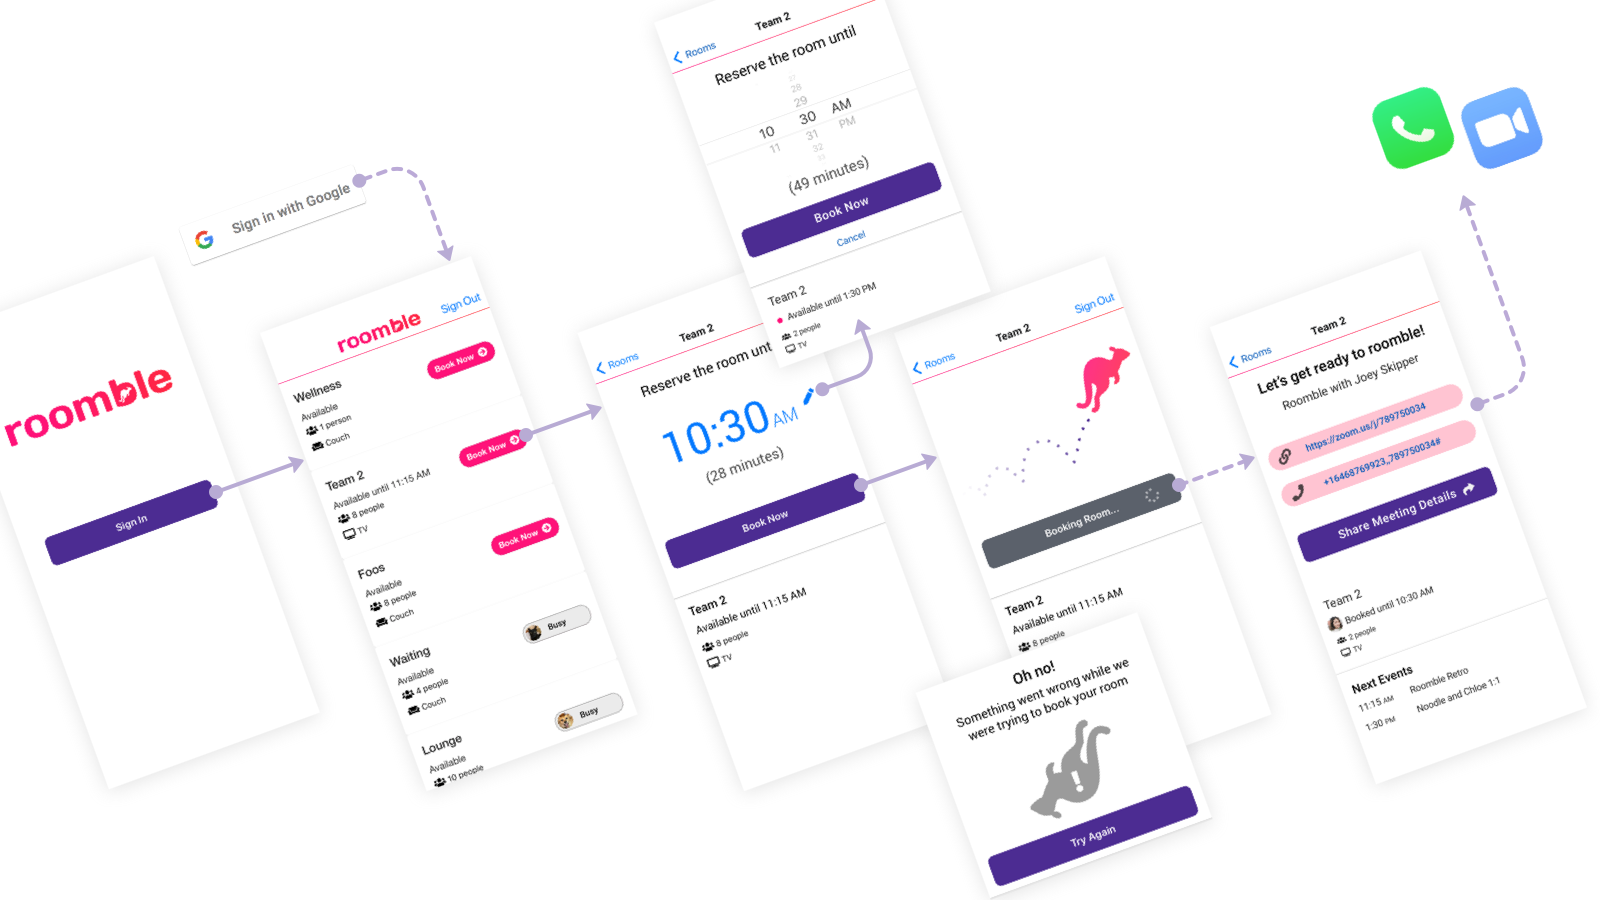 roomble
Sign In
Sign in with Google
roomble
Sign Out
Wellness
Book Now
Available
1 person
Couch
Team 2
Book Now
Available until 11:15 AM
8 people
TV
Foos
Book Now
Available
8 people
Couch
Waiting
Busy
Available
4 people
Couch
Lounge
Busy
Available
10 people
Rooms
Team 2
Reserve the room unt
10:30 AM
(28 minutes)
Book Now
Team 2
Available until 11:15 AM
8 people
TV
Rooms
Team 2
Reserve the room until
28
29
10 30 AM
11 31 PM
32
(49 minutes)
Book Now
Cancel
Team 2
Available until 1:30 PM
2 people
TV
Rooms
Team 2
Sign Out
Booking Room...
Team 2
Available until 11:15 AM
8 people
Oh no!
Something went wrong while we
were trying to book your room
Try Again
Rooms
Team 2
Let's get ready to roomble!
Roomble with Joey Skipper
https://zoom.us/j/789750034
+16468769923,,789750034#
Share Meeting Details
Team 2
Booked until 10:30 AM
2 people
TV
Next Events
11:15 AM Roomble Retro
1:30 PM Noodle and Chloe 1:1